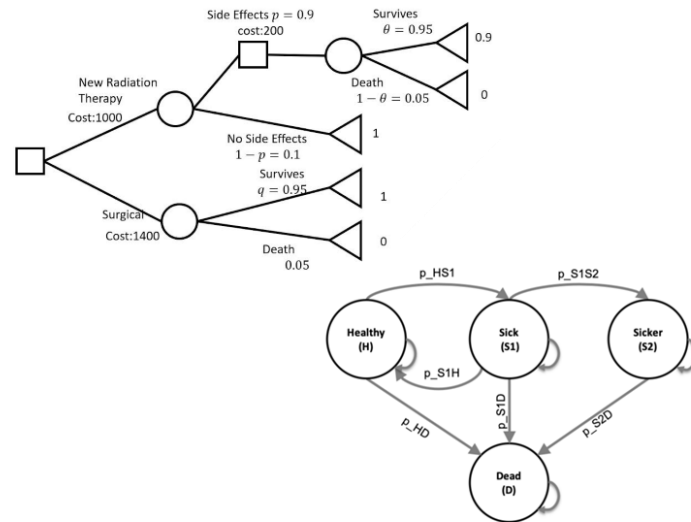 Side Effects p = 0.9
cost:200
Survives
θ = 0.95
0.9
New Radiation
Therapy
Cost:1000
Death
1 − θ = 0.05
0
No Side Effects
1 − p = 0.1
1
Survives
q = 0.95
1
Surgical
Cost:1400
Death
0.05
0
p_HS1
p_S1S2
Healthy
(H)
Sick
(S1)
Sicker
(S2)
p_S1H
p_HD
p_S1D
p_S2D
Dead
(D)